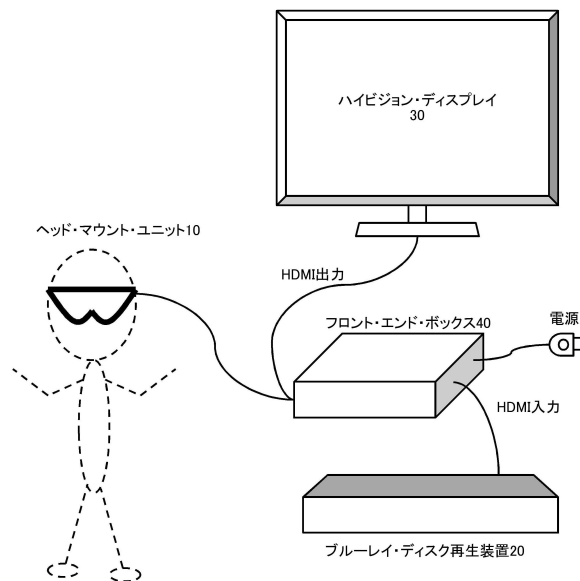 ハイビジョン・ディスプレイ
30
ヘッド・マウント・ユニット10
HDMI出力
電源
フロント・エンド・ボックス40
HDMI入力
ブルーレイ・ディスク再生装置20